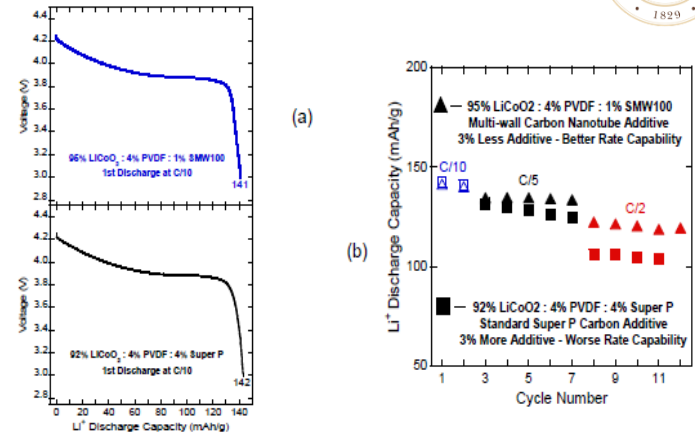 1829
4.4
4.2
4.0
3.8
3.6
3.4
3.2
3.0
2.8
Voltage (V)
95% LiCoO2 : 4% PVDF : 1% SMW100
1st Discharge at C/10
141
4.4
4.2
4.0
3.8
3.6
3.4
3.2
3.0
2.8
Voltage (V)
92% LiCoO2 : 4% PVDF : 4% Super P
1st Discharge at C/10
142
0 20 40 60 80 100 120 140
Li+ Discharge Capacity (mAh/g)
(a)
(b)
200
150
100
50
Li+ Discharge Capacity (mAh/g)
— 95% LiCoO2 : 4% PVDF : 1% SMW100
Multi-wall Carbon Nanotube Additive
3% Less Additive - Better Rate Capability
C/10
C/5
C/2
— 92% LiCoO2 : 4% PVDF : 4% Super P
Standard Super P Carbon Additive
3% More Additive - Worse Rate Capability
1 3 5 7 9 11
Cycle Number